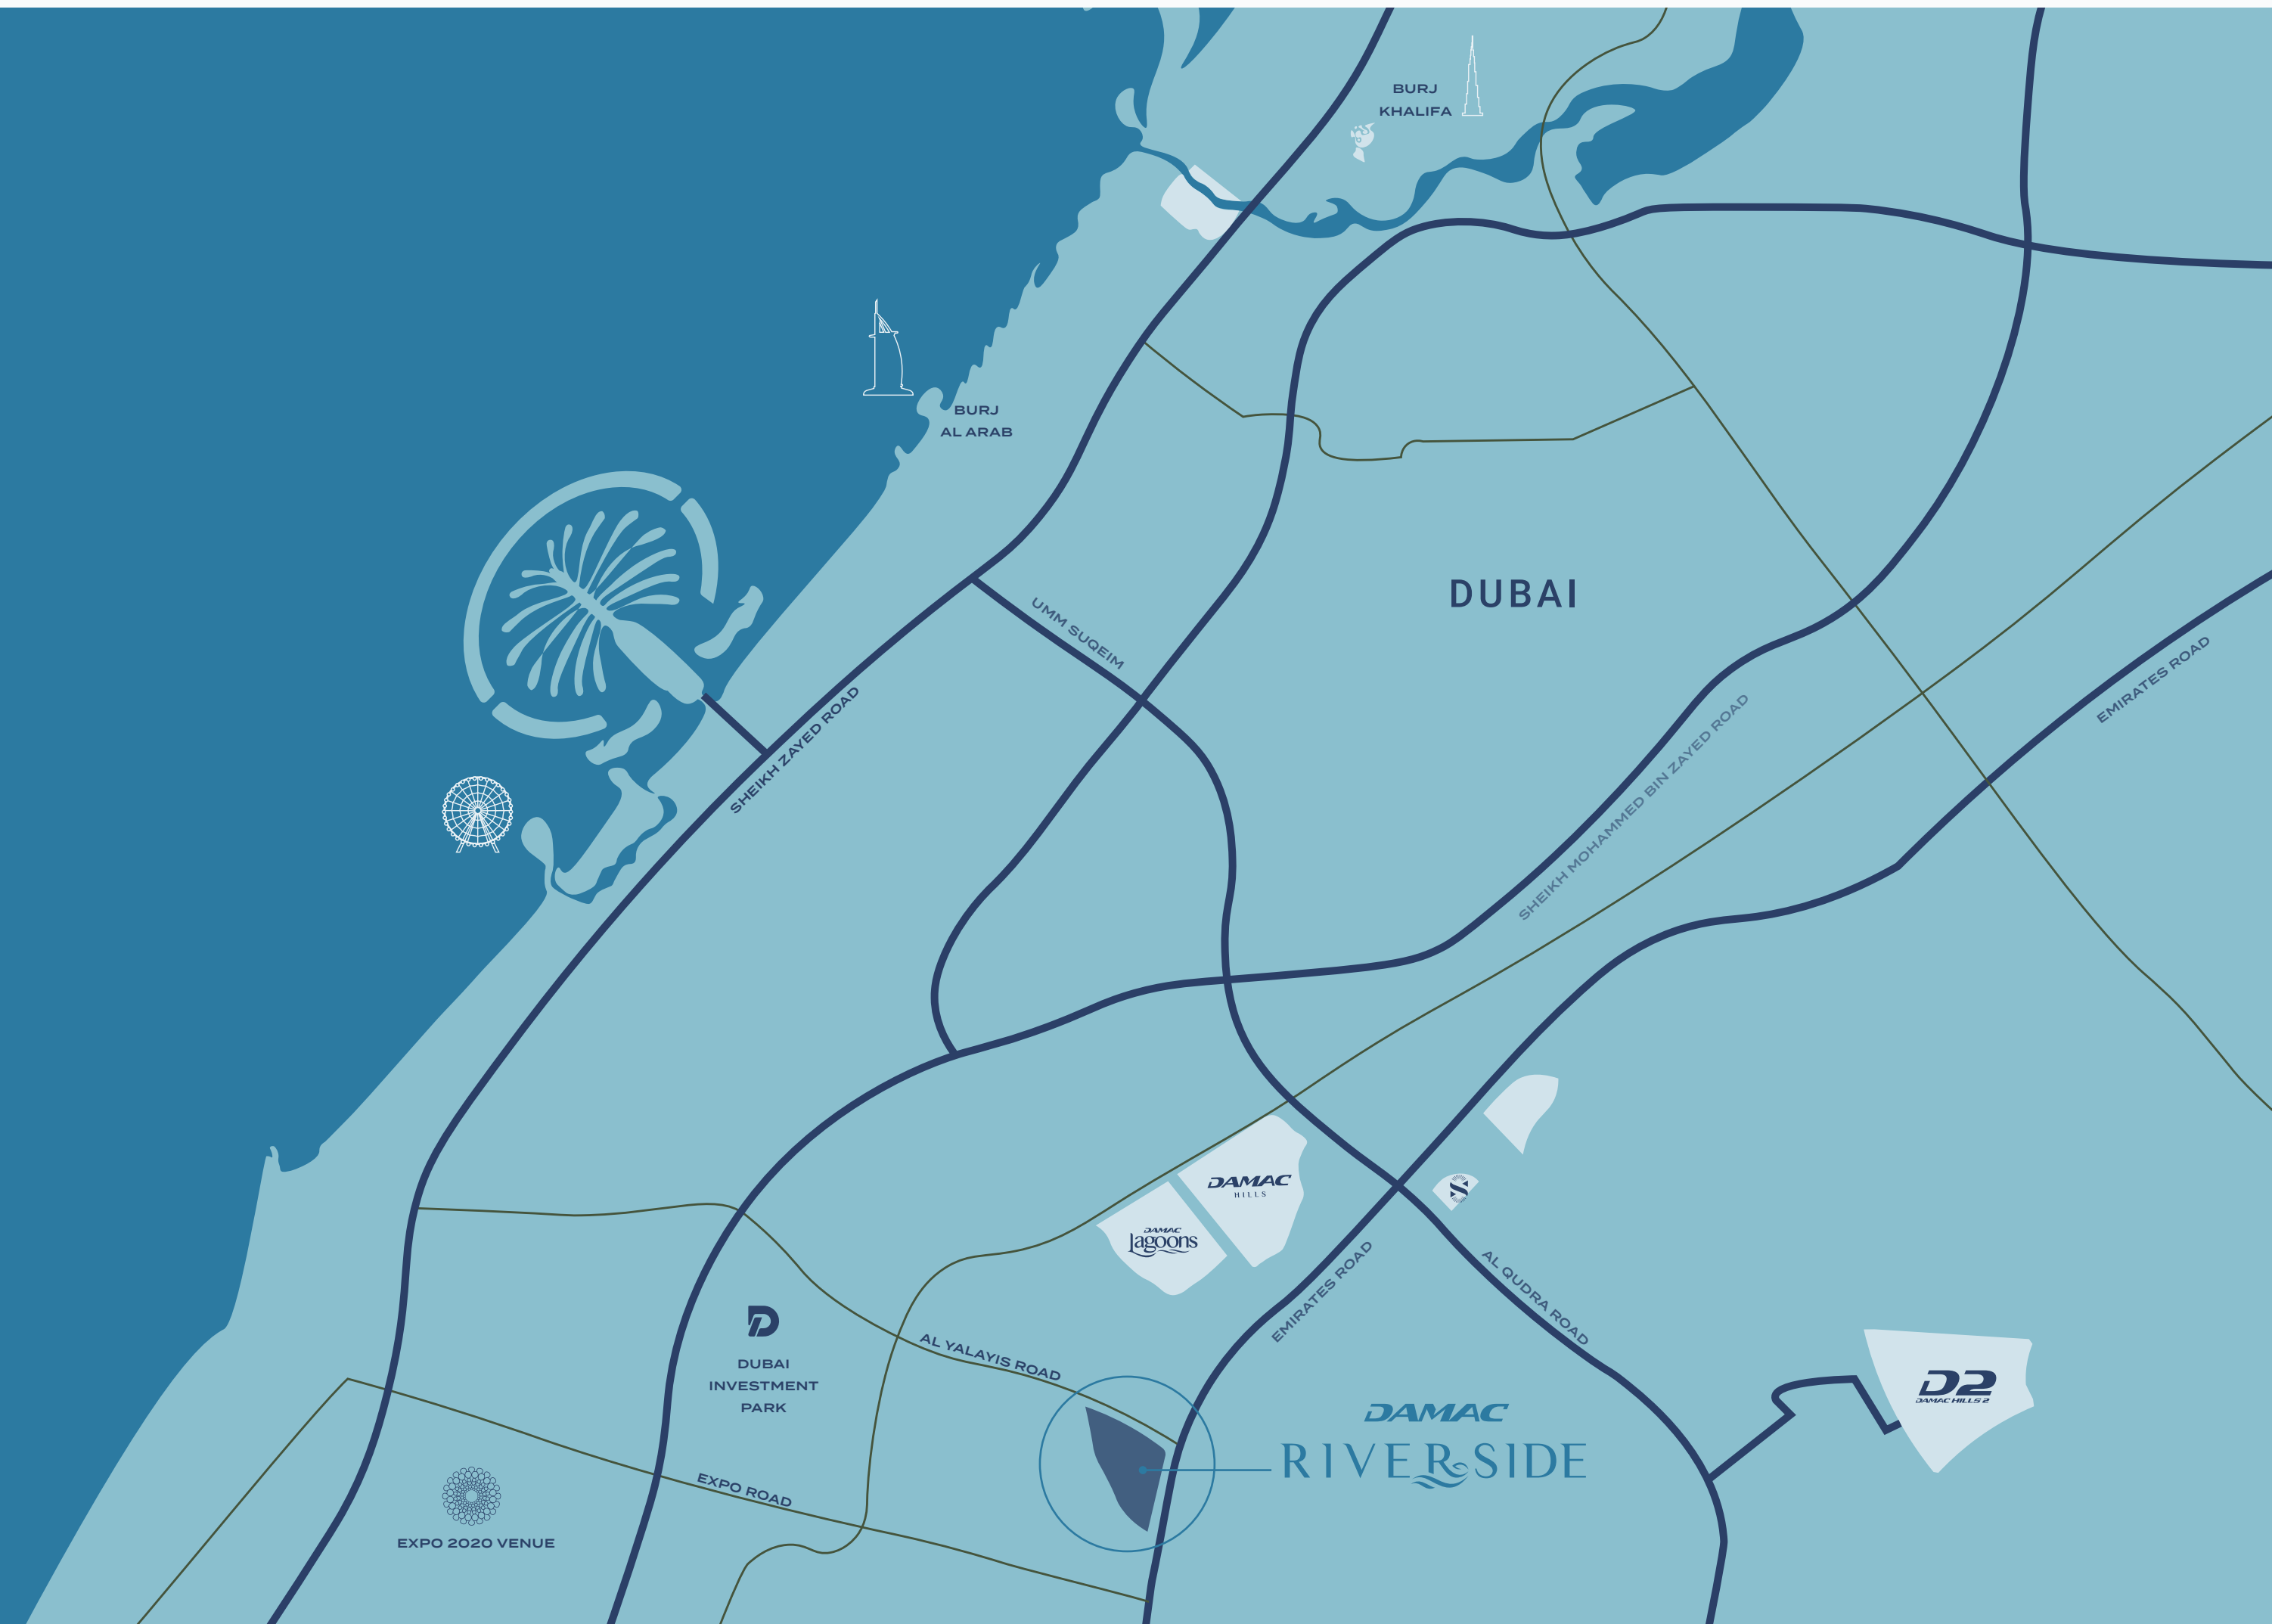 BURJ
KHALIFA
BURJ
AL ARAB
DUBAI
UMM SUQEIM
SHEIKH ZAYED ROAD
SHEIKH MOHAMMED BIN ZAYED ROAD
EMIRATES ROAD
DAMAC
HILLS
DAMAC
lagoons
S
EMIRATES ROAD
AL QUDRA ROAD
DUBAI
INVESTMENT
PARK
AL YALAYIS ROAD
D2
DAMAC HILLS 2
DAMAC
RIVERSIDE
EXPO ROAD
EXPO 2020 VENUE